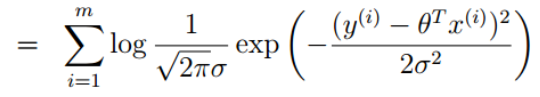 = \sum_{i=1}^{m} \log \frac{1}{\sqrt{2\pi}\sigma} \exp \left( -\frac{(y^{(i)} - \theta^T x^{(i)})^2}{2\sigma^2} \right)